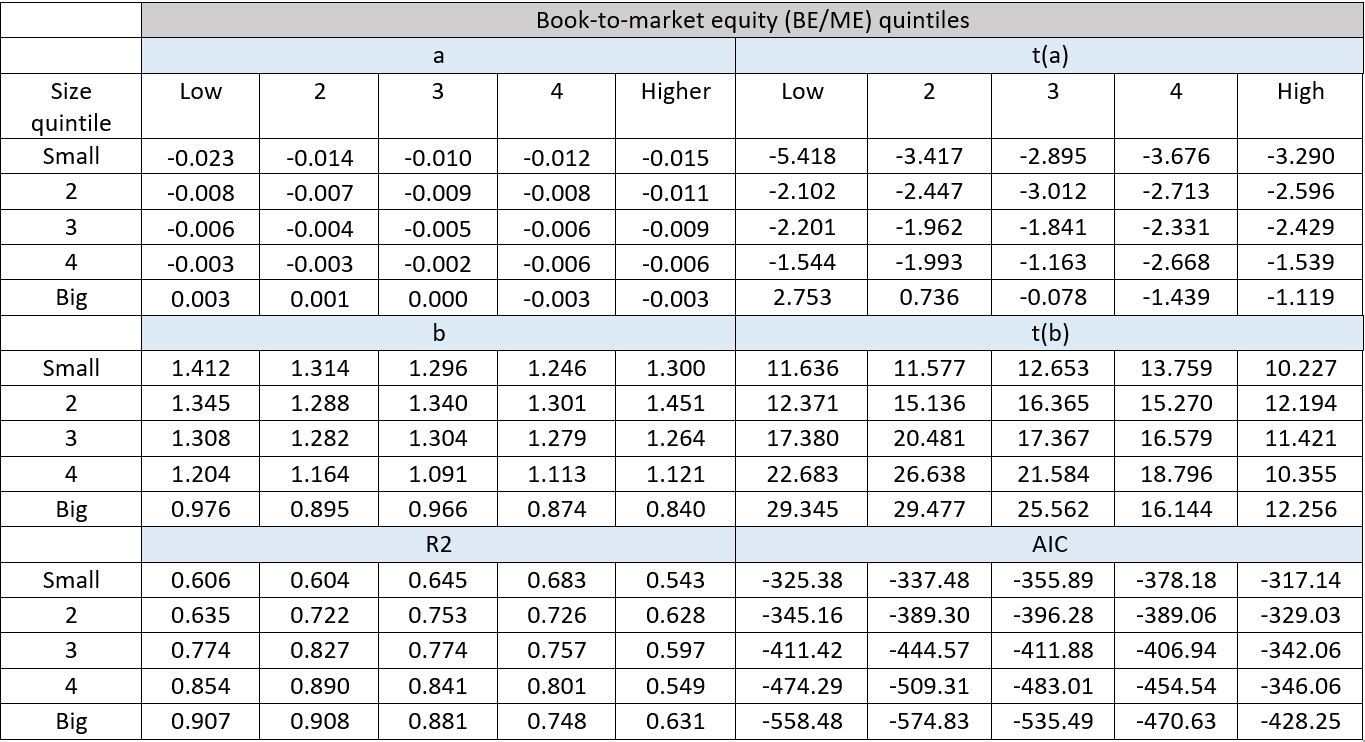 Book-to-market equity (BE/ME) quintiles
a t(a)
Size quintile Low 2 3 4 Higher Low 2 3 4 High
Small -0.023 -0.014 -0.010 -0.012 -0.015 -5.418 -3.417 -2.895 -3.676 -3.290
2 -0.008 -0.007 -0.009 -0.008 -0.011 -2.102 -2.447 -3.012 -2.713 -2.596
3 -0.006 -0.004 -0.005 -0.006 -0.009 -2.201 -1.962 -1.841 -2.331 -2.429
4 -0.003 -0.003 -0.002 -0.006 -0.006 -1.544 -1.993 -1.163 -2.668 -1.539
Big 0.003 0.001 0.000 -0.003 -0.003 2.753 0.736 -0.078 -1.439 -1.119
b t(b)
Small 1.412 1.314 1.296 1.246 1.300 11.636 11.577 12.653 13.759 10.227
2 1.345 1.288 1.340 1.301 1.451 12.371 15.136 16.365 15.270 12.194
3 1.308 1.282 1.304 1.279 1.264 17.380 20.481 17.367 16.579 11.421
4 1.204 1.164 1.091 1.113 1.121 22.683 26.638 21.584 18.796 10.355
Big 0.976 0.895 0.966 0.874 0.840 29.345 29.477 25.562 16.144 12.256
R2 AIC
Small 0.606 0.604 0.645 0.683 0.543 -325.38 -337.48 -355.89 -378.18 -317.14
2 0.635 0.722 0.753 0.726 0.628 -345.16 -389.30 -396.28 -389.06 -329.03
3 0.774 0.827 0.774 0.757 0.597 -411.42 -444.57 -411.88 -406.94 -342.06
4 0.854 0.890 0.841 0.801 0.549 -474.29 -509.31 -483.01 -454.54 -346.06
Big 0.907 0.908 0.881 0.748 0.631 -558.48 -574.83 -535.49 -470.63 -428.25